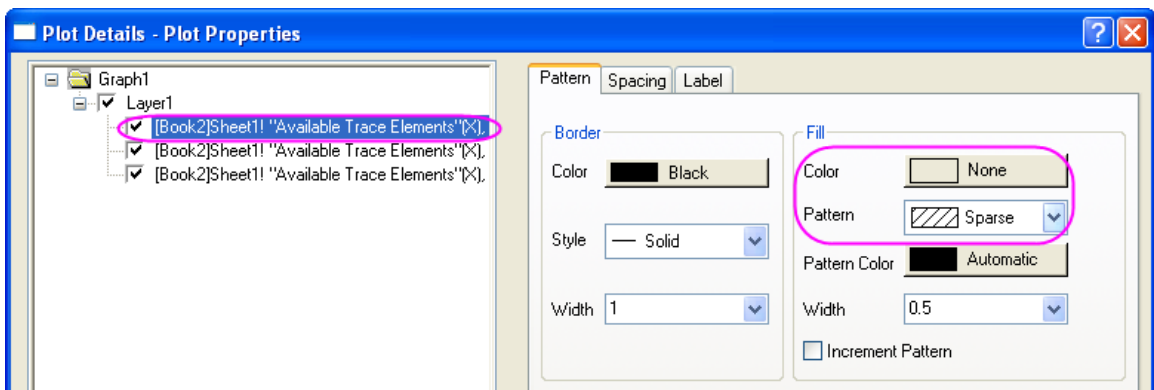 Plot Details - Plot Properties
Graph1
Layer1
[Book2]Sheet1! "Available Trace Elements"(X),
[Book2]Sheet1! "Available Trace Elements"(X),
[Book2]Sheet1! "Available Trace Elements"(X),
Pattern Spacing Label
Border
Color Black
Style Solid
Width 1
Fill
Color None
Pattern Sparse
Pattern Color Automatic
Width 0.5
Increment Pattern